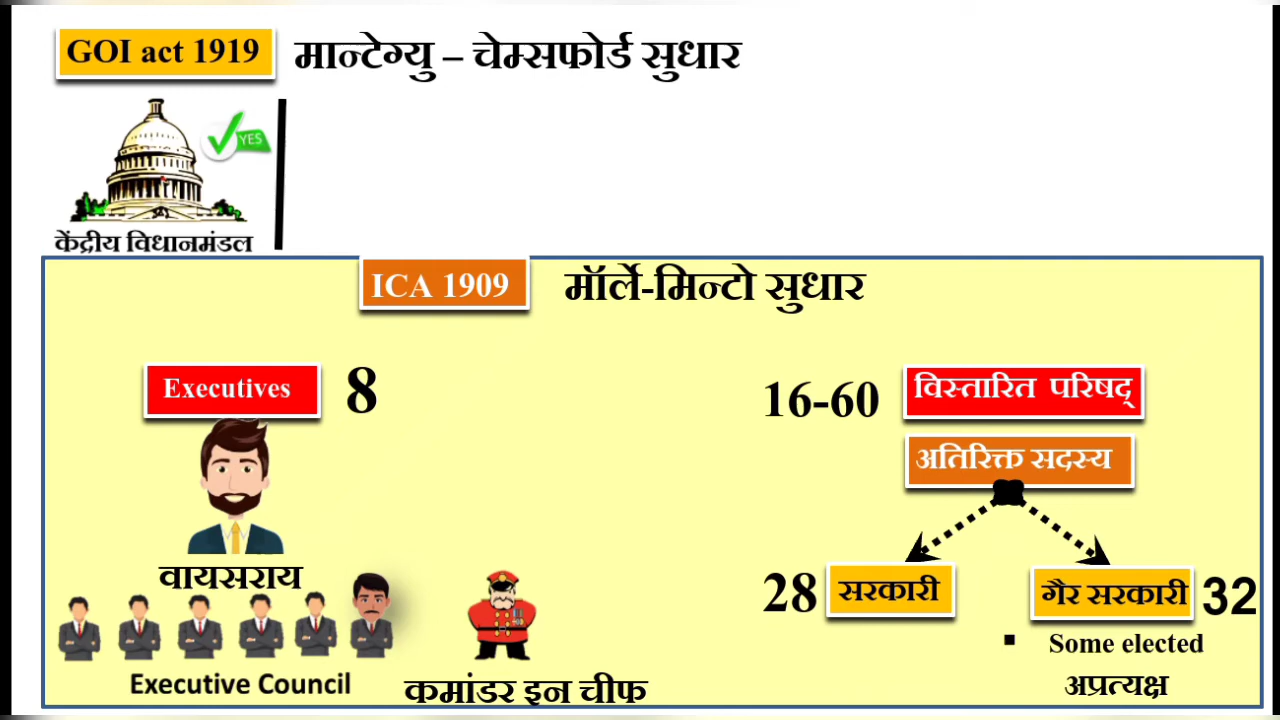 GOI act 1919 मान्टेग्यु – चेम्सफोर्ड सुधार
YES
केंद्रीय विधानमंडल
ICA 1909 मॉर्ले-मिन्टो सुधार
Executives 8
16-60 विस्तारित परिषद्
अतिरिक्त सदस्य
वायसराय
28 सरकारी
गैर सरकारी 32
Some elected
अप्रत्यक्ष
Executive Council
कमांडर इन चीफ